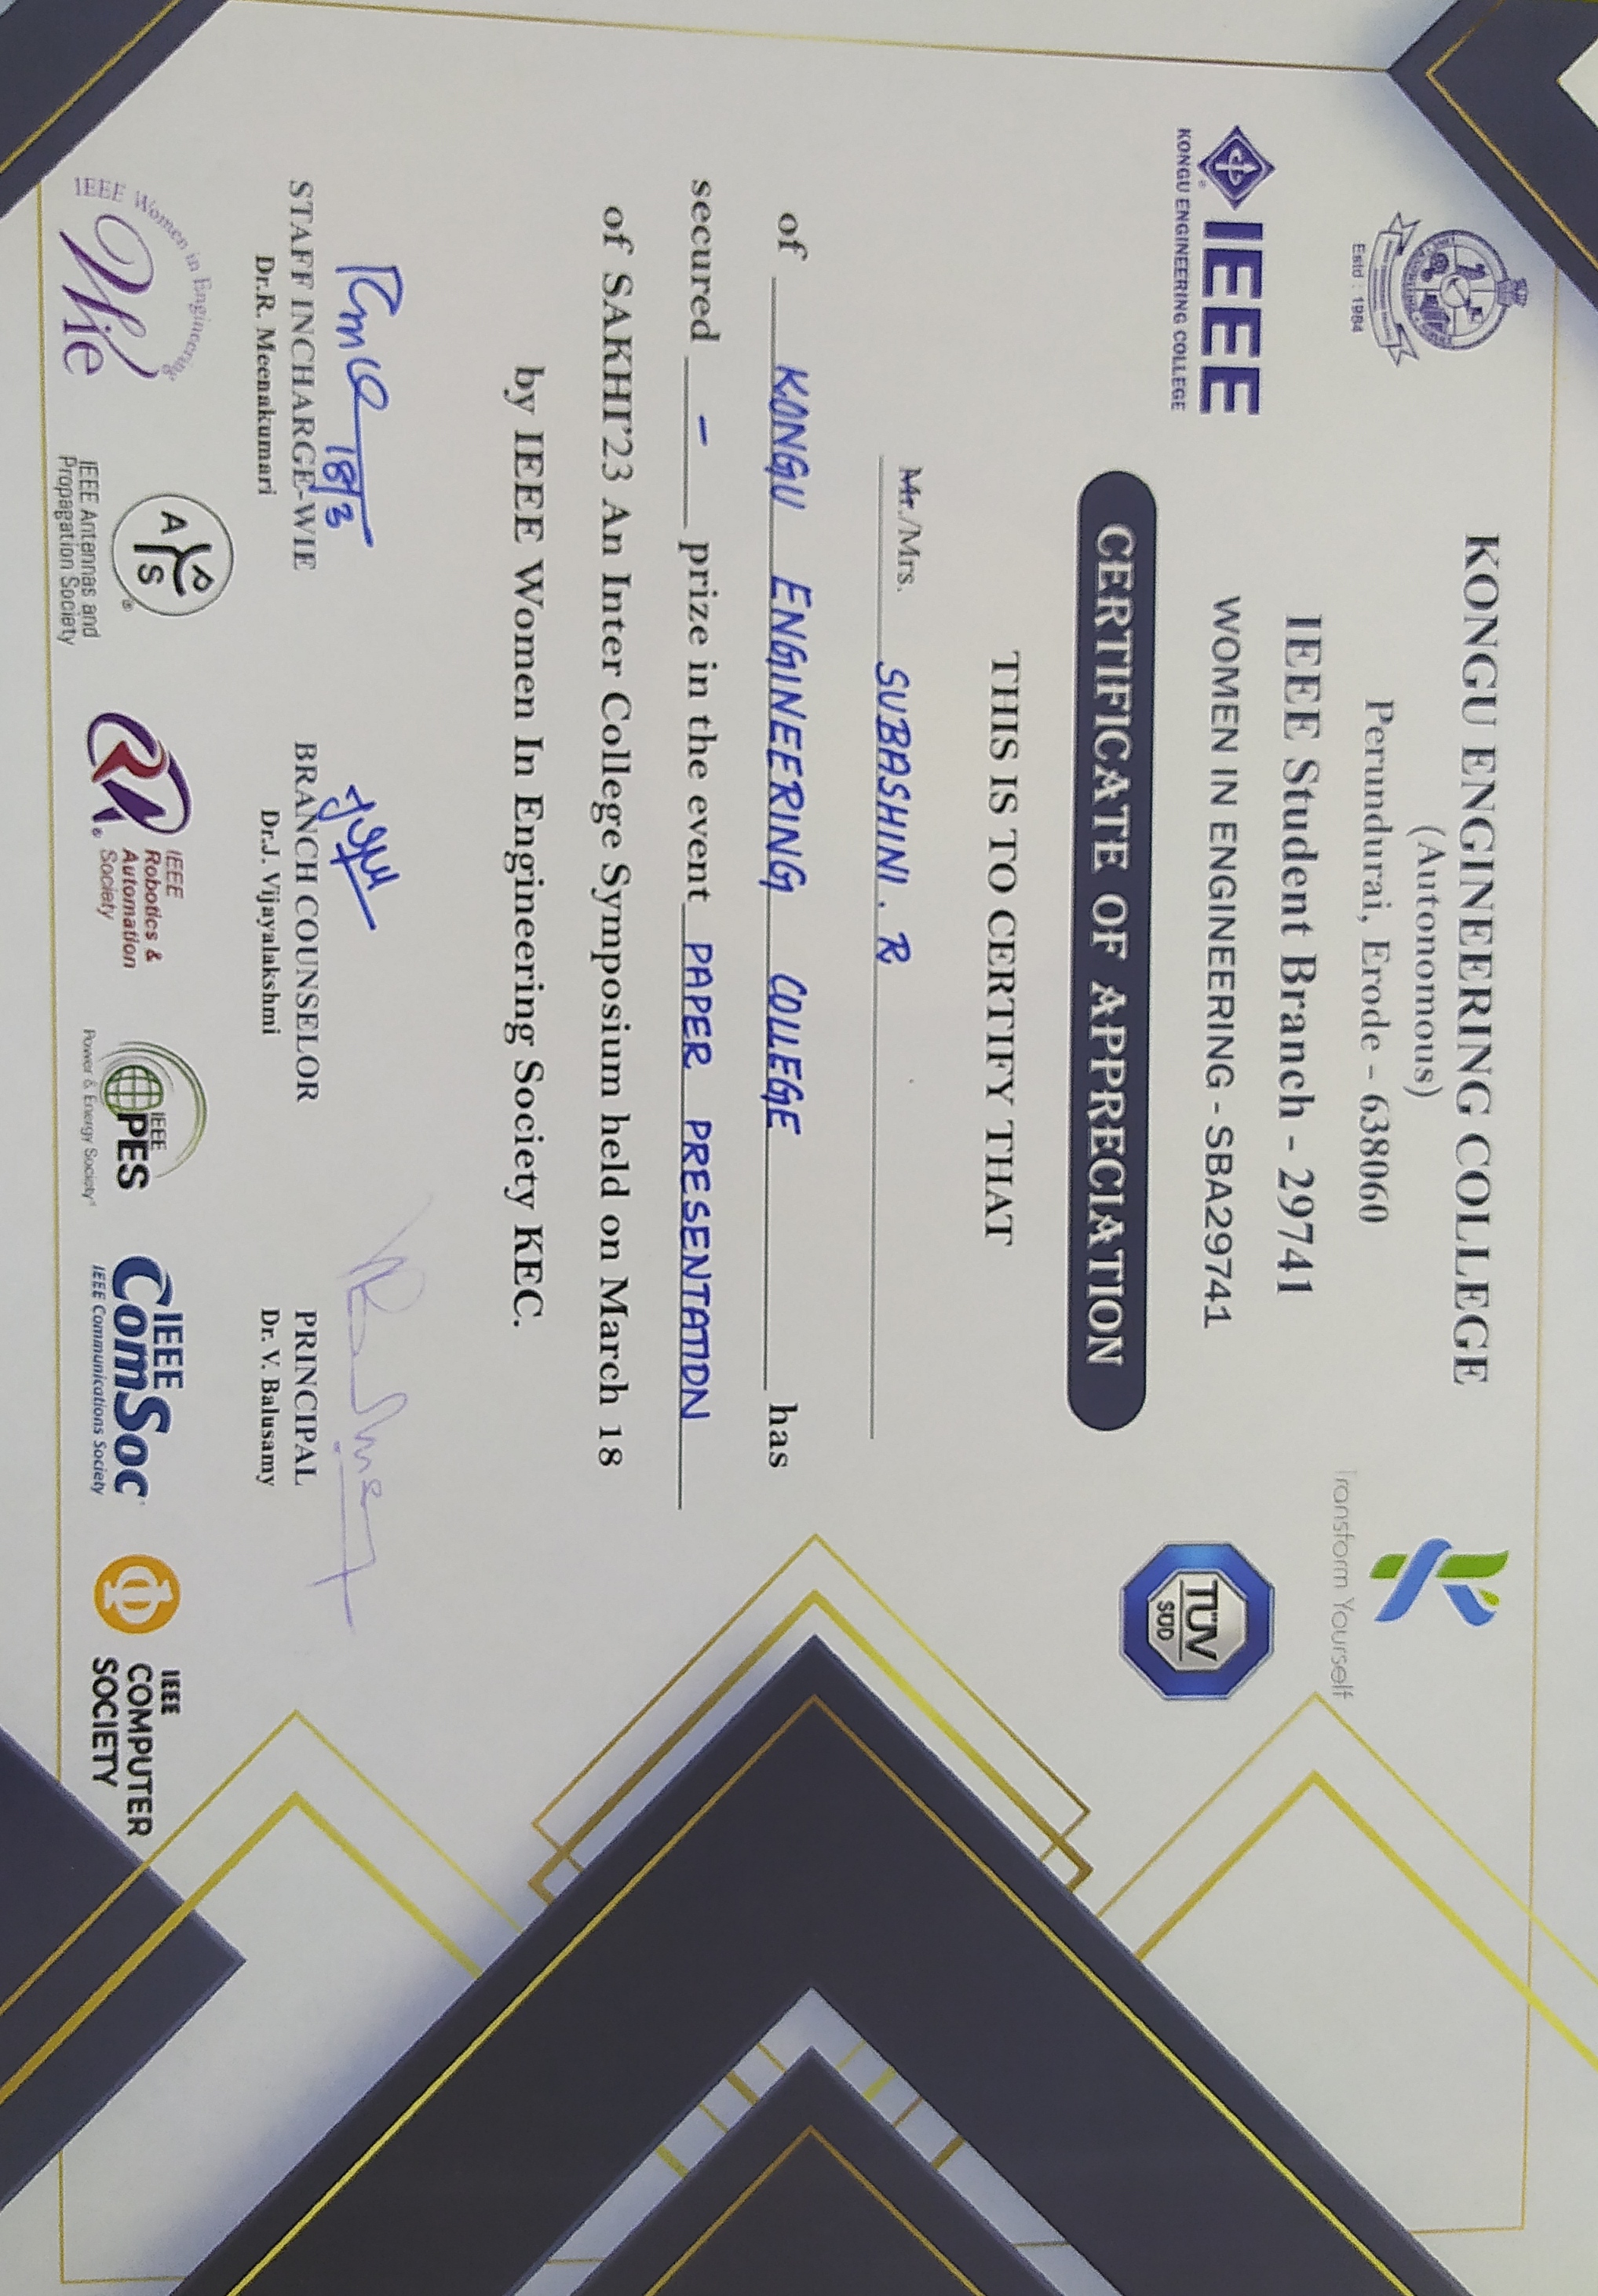 KONGU ENGINEERING COLLEGE
(Autonomous)
Perundurai, Erode - 638060
Estd : 1984
Transform Yourself
IEEE Student Branch - 29741
IEEE
KONGU ENGINEERING COLLEGE
WOMEN IN ENGINEERING - SBA29741
TÜV
SÜD
CERTIFICATE OF APPRECIATION
THIS IS TO CERTIFY THAT
Mr./Mrs. SUBASHINI. R
of KONGU ENGINEERING COLLEGE has
secured - prize in the event PAPER PRESENTATION
of SAKHI'23 An Inter College Symposium held on March 18
by IEEE Women In Engineering Society KEC.
18/3
STAFF INCHARGE-WIE BRANCH COUNSELOR PRINCIPAL
Dr.R. Meenakumari Dr.J. Vijayalakshmi Dr. V. Balusamy
IEEE Women in Engineering
Wie
A P S
IEEE Antennas and
Propagation Society
RA
IEEE
Robotics &
Automation
Society
IEEE
PES
Power & Energy Society
IEEE
ComSoc
IEEE Communications Society
IEEE
COMPUTER
SOCIETY